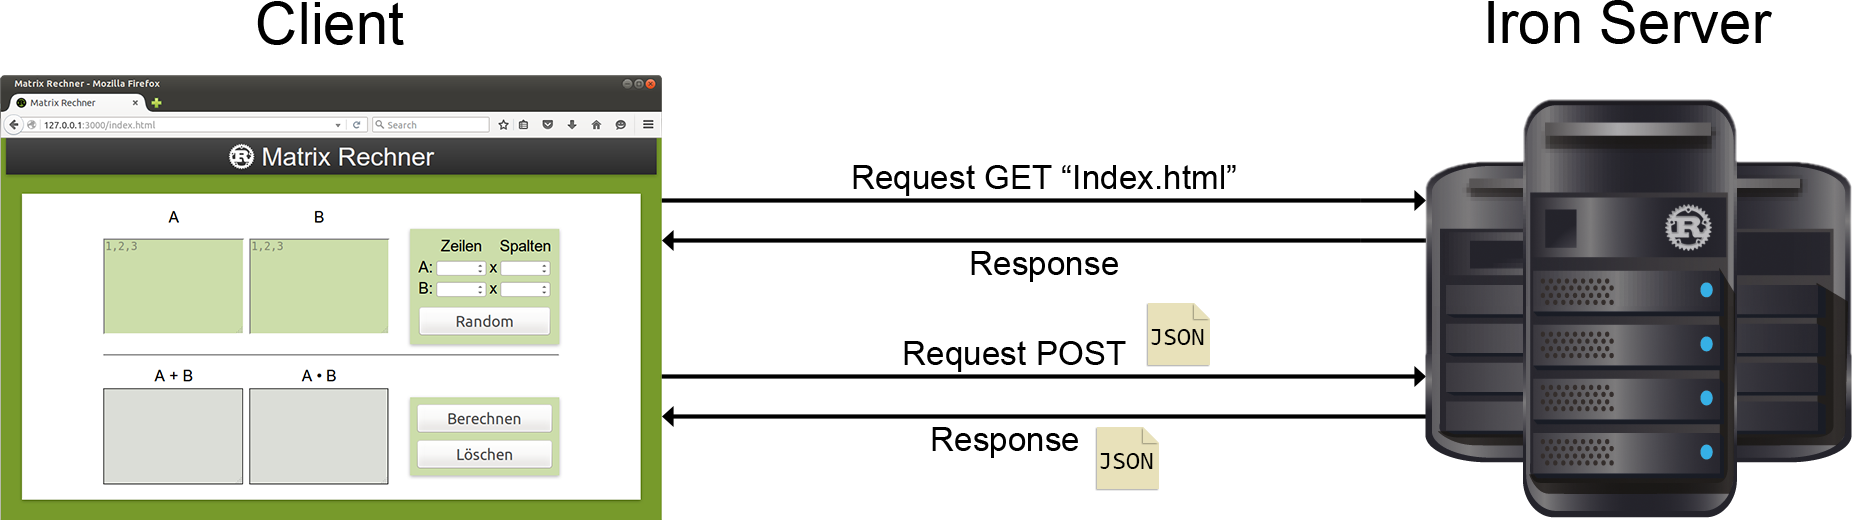 Client
Iron Server
Matrix Rechner - Mozilla Firefox
Matrix Rechner
127.0.0.1:3000/index.html
Search
R Matrix Rechner
A B
1,2,3 1,2,3
Zeilen Spalten
A: x
B: x
Random
A + B A • B
Berechnen
Löschen
Request GET “Index.html”
Response
Request POST JSON
Response JSON
R